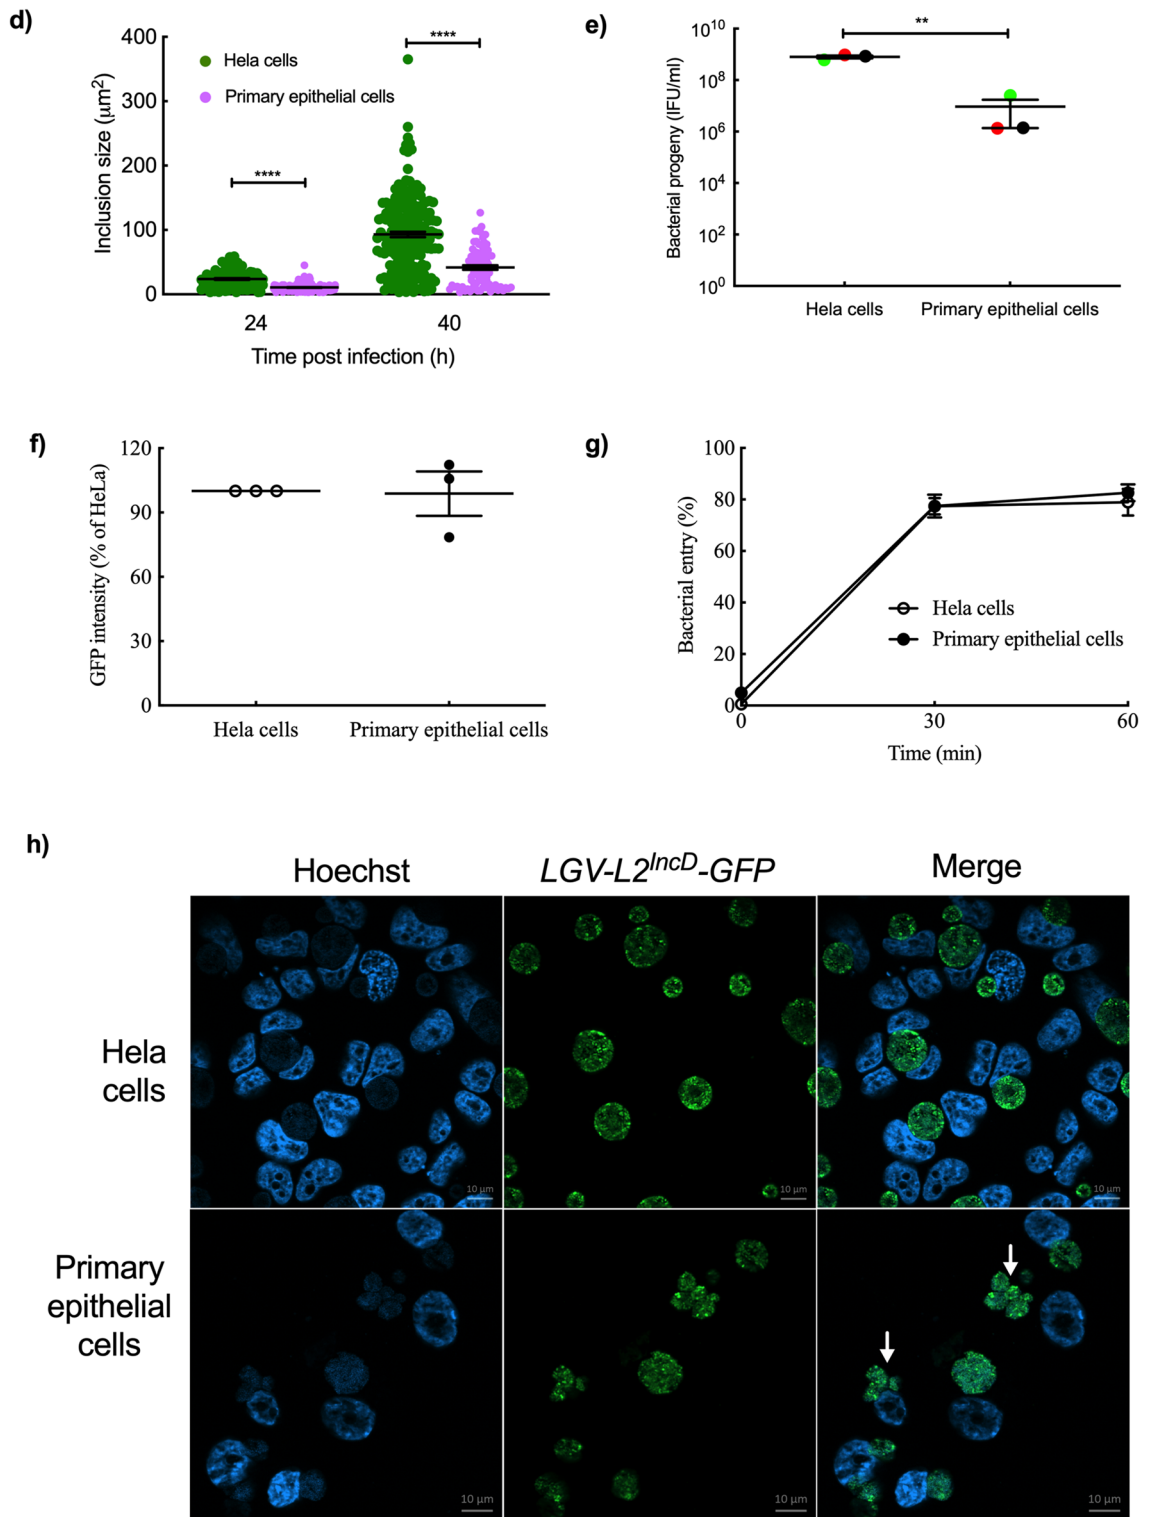 d)
400
300
200
100
0
Inclusion size (μm²)
Hela cells
Primary epithelial cells
****
****
24
40
Time post infection (h)
e)
10¹⁰
10⁸
10⁶
10⁴
10²
10⁰
Bacterial progeny (IFU/ml)
**
Hela cells
Primary epithelial cells
f)
120
90
60
30
0
GFP intensity (% of HeLa)
Hela cells
Primary epithelial cells
g)
100
80
60
40
20
0
Bacterial entry (%)
Hela cells
Primary epithelial cells
0
30
60
Time (min)
h)
Hoechst
LGV-L2ᴵⁿᶜᴰ-GFP
Merge
Hela
cells
10 μm
10 μm
10 μm
Primary
epithelial
cells
10 μm
10 μm
10 μm